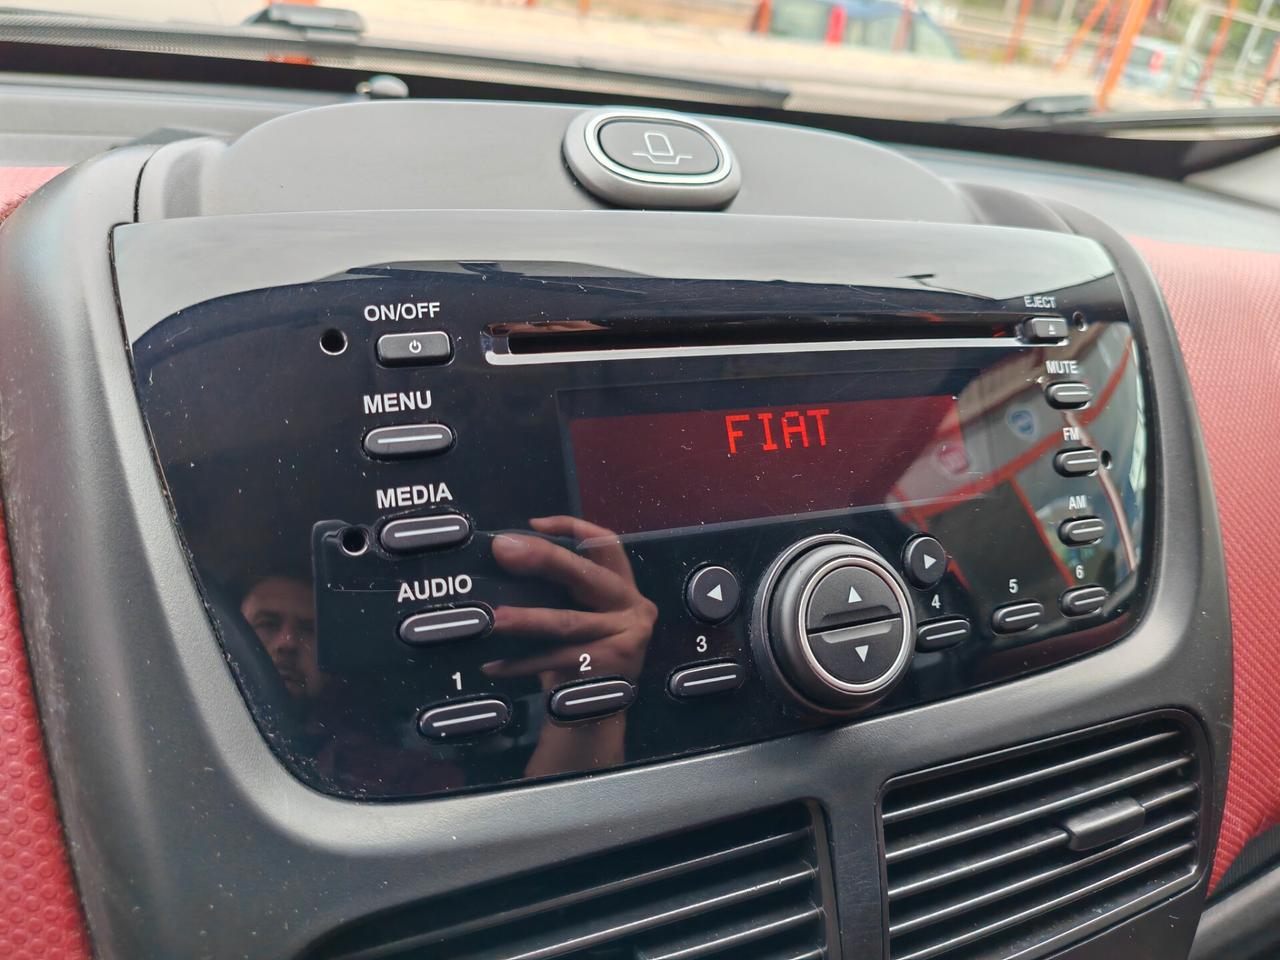 ON/OFF
EJECT
MENU
MUTE
FIAT
FM
MEDIA
AM
AUDIO
1
2
3
4
5
6